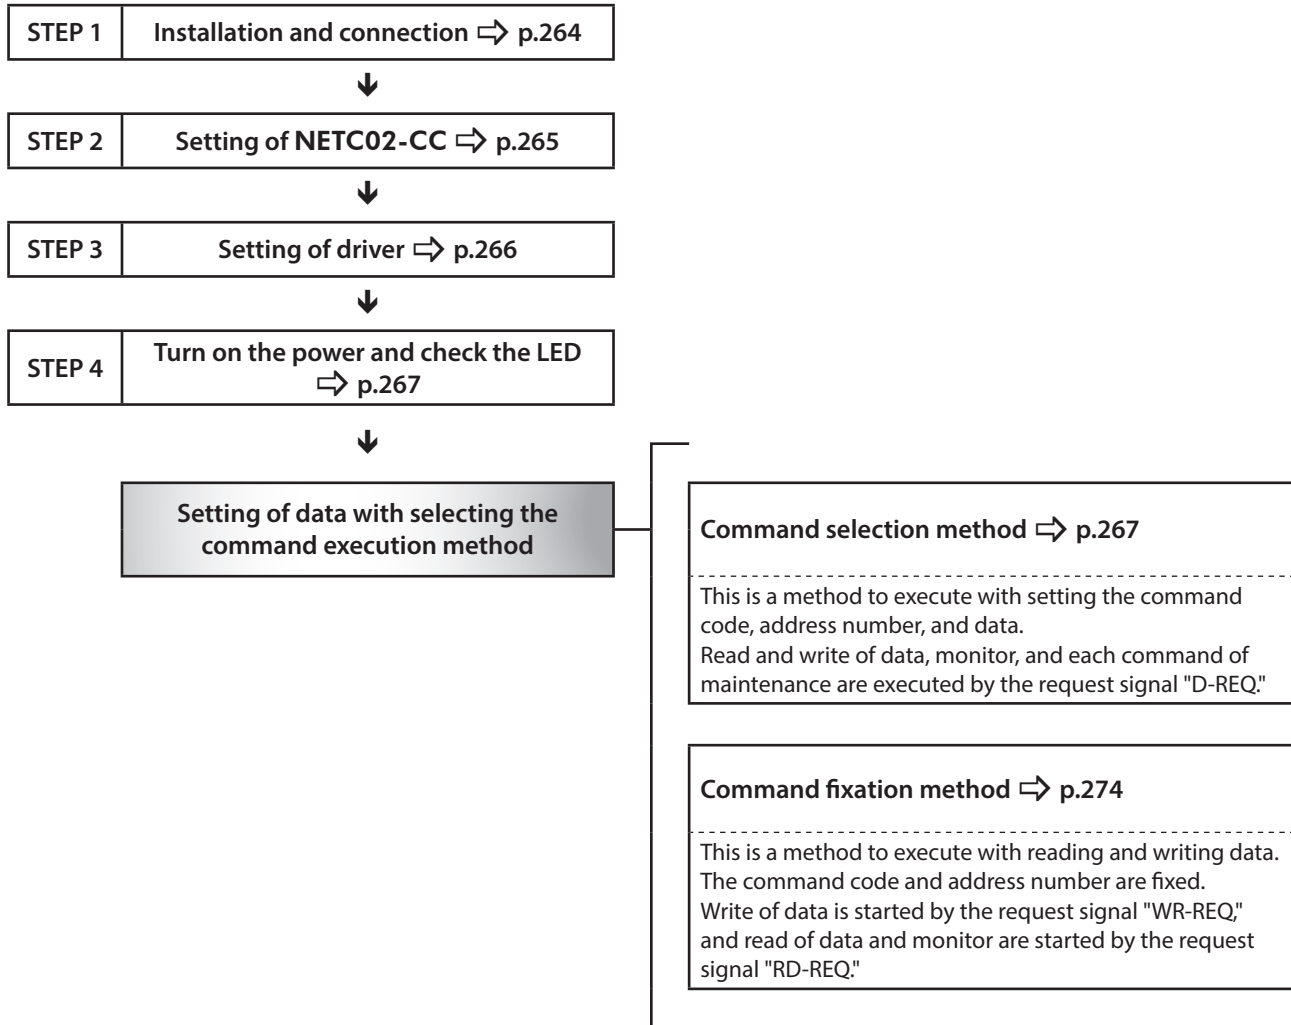 STEP 1
Installation and connection ⇨ p.264
STEP 2
Setting of NETC02-CC ⇨ p.265
STEP 3
Setting of driver ⇨ p.266
STEP 4
Turn on the power and check the LED
⇨ p.267
Setting of data with selecting the
command execution method
Command selection method ⇨ p.267
This is a method to execute with setting the command
code, address number, and data.
Read and write of data, monitor, and each command of
maintenance are executed by the request signal "D-REQ."
Command fixation method ⇨ p.274
This is a method to execute with reading and writing data.
The command code and address number are fixed.
Write of data is started by the request signal "WR-REQ,"
and read of data and monitor are started by the request
signal "RD-REQ."